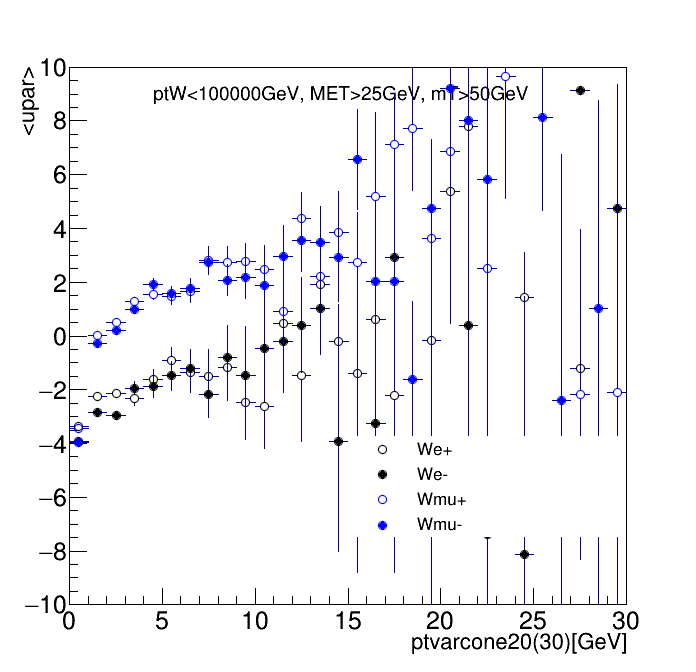 <upar>
10
8
6
4
2
0
−2
−4
−6
−8
−10
ptW<100000GeV, MET>25GeV, mT>50GeV
We+
We-
Wmu+
Wmu-
0 5 10 15 20 25 30
ptvarcone20(30)[GeV]